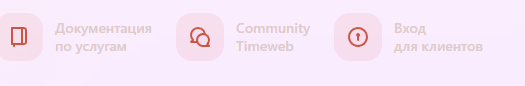 Документация
по услугам
Community
Timeweb
Вход
для клиентов